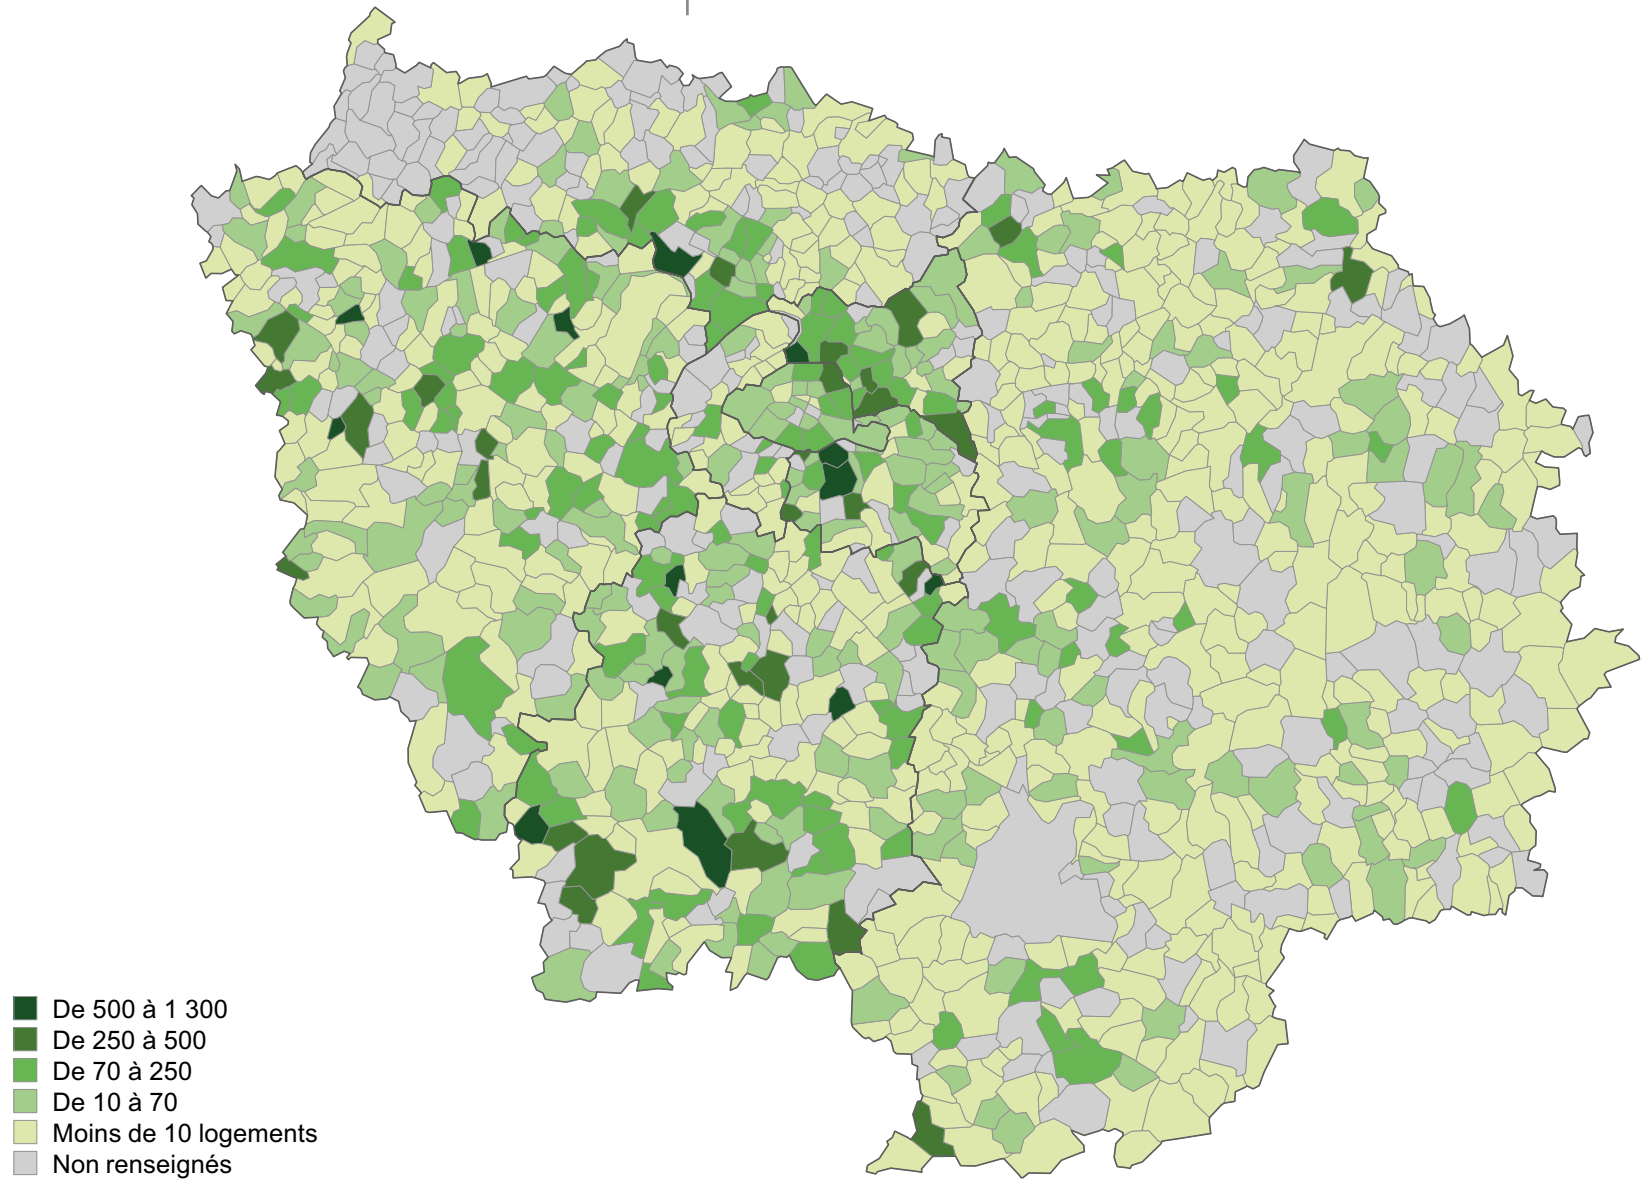 De 500 à 1 300
De 250 à 500
De 70 à 250
De 10 à 70
Moins de 10 logements
Non renseignés